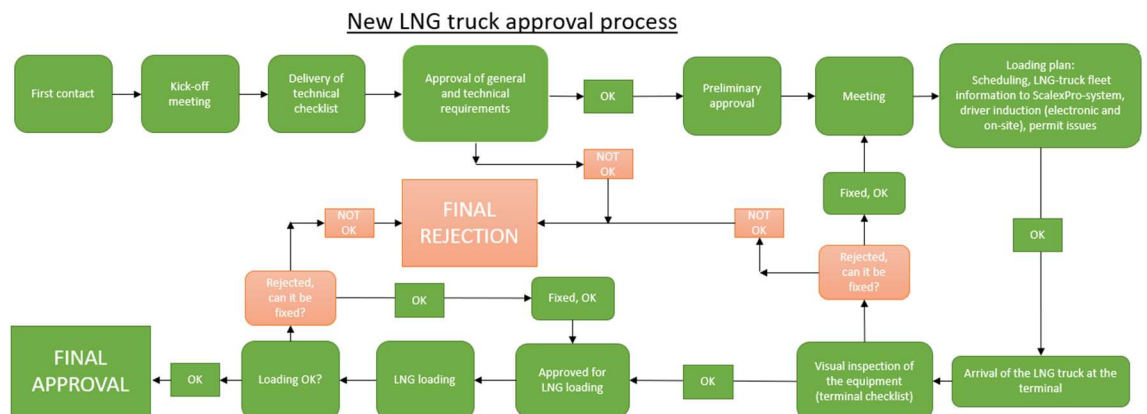 New LNG truck approval process
First contact
Kick-off
meeting
Delivery of
technical
checklist
Approval of general
and technical
requirements
OK
Preliminary
approval
Meeting
Loading plan:
Scheduling, LNG-truck fleet
information to ScalexPro-system,
driver induction (electronic and
on-site), permit issues
NOT
OK
Fixed, OK
FINAL
REJECTION
NOT
OK
NOT
OK
OK
Rejected,
can it be
fixed?
Rejected,
can it be
fixed?
OK
Fixed, OK
FINAL
APPROVAL
OK
Loading OK?
LNG loading
Approved for
LNG loading
OK
Visual inspection of
the equipment
(terminal checklist)
Arrival of the LNG truck at the
terminal